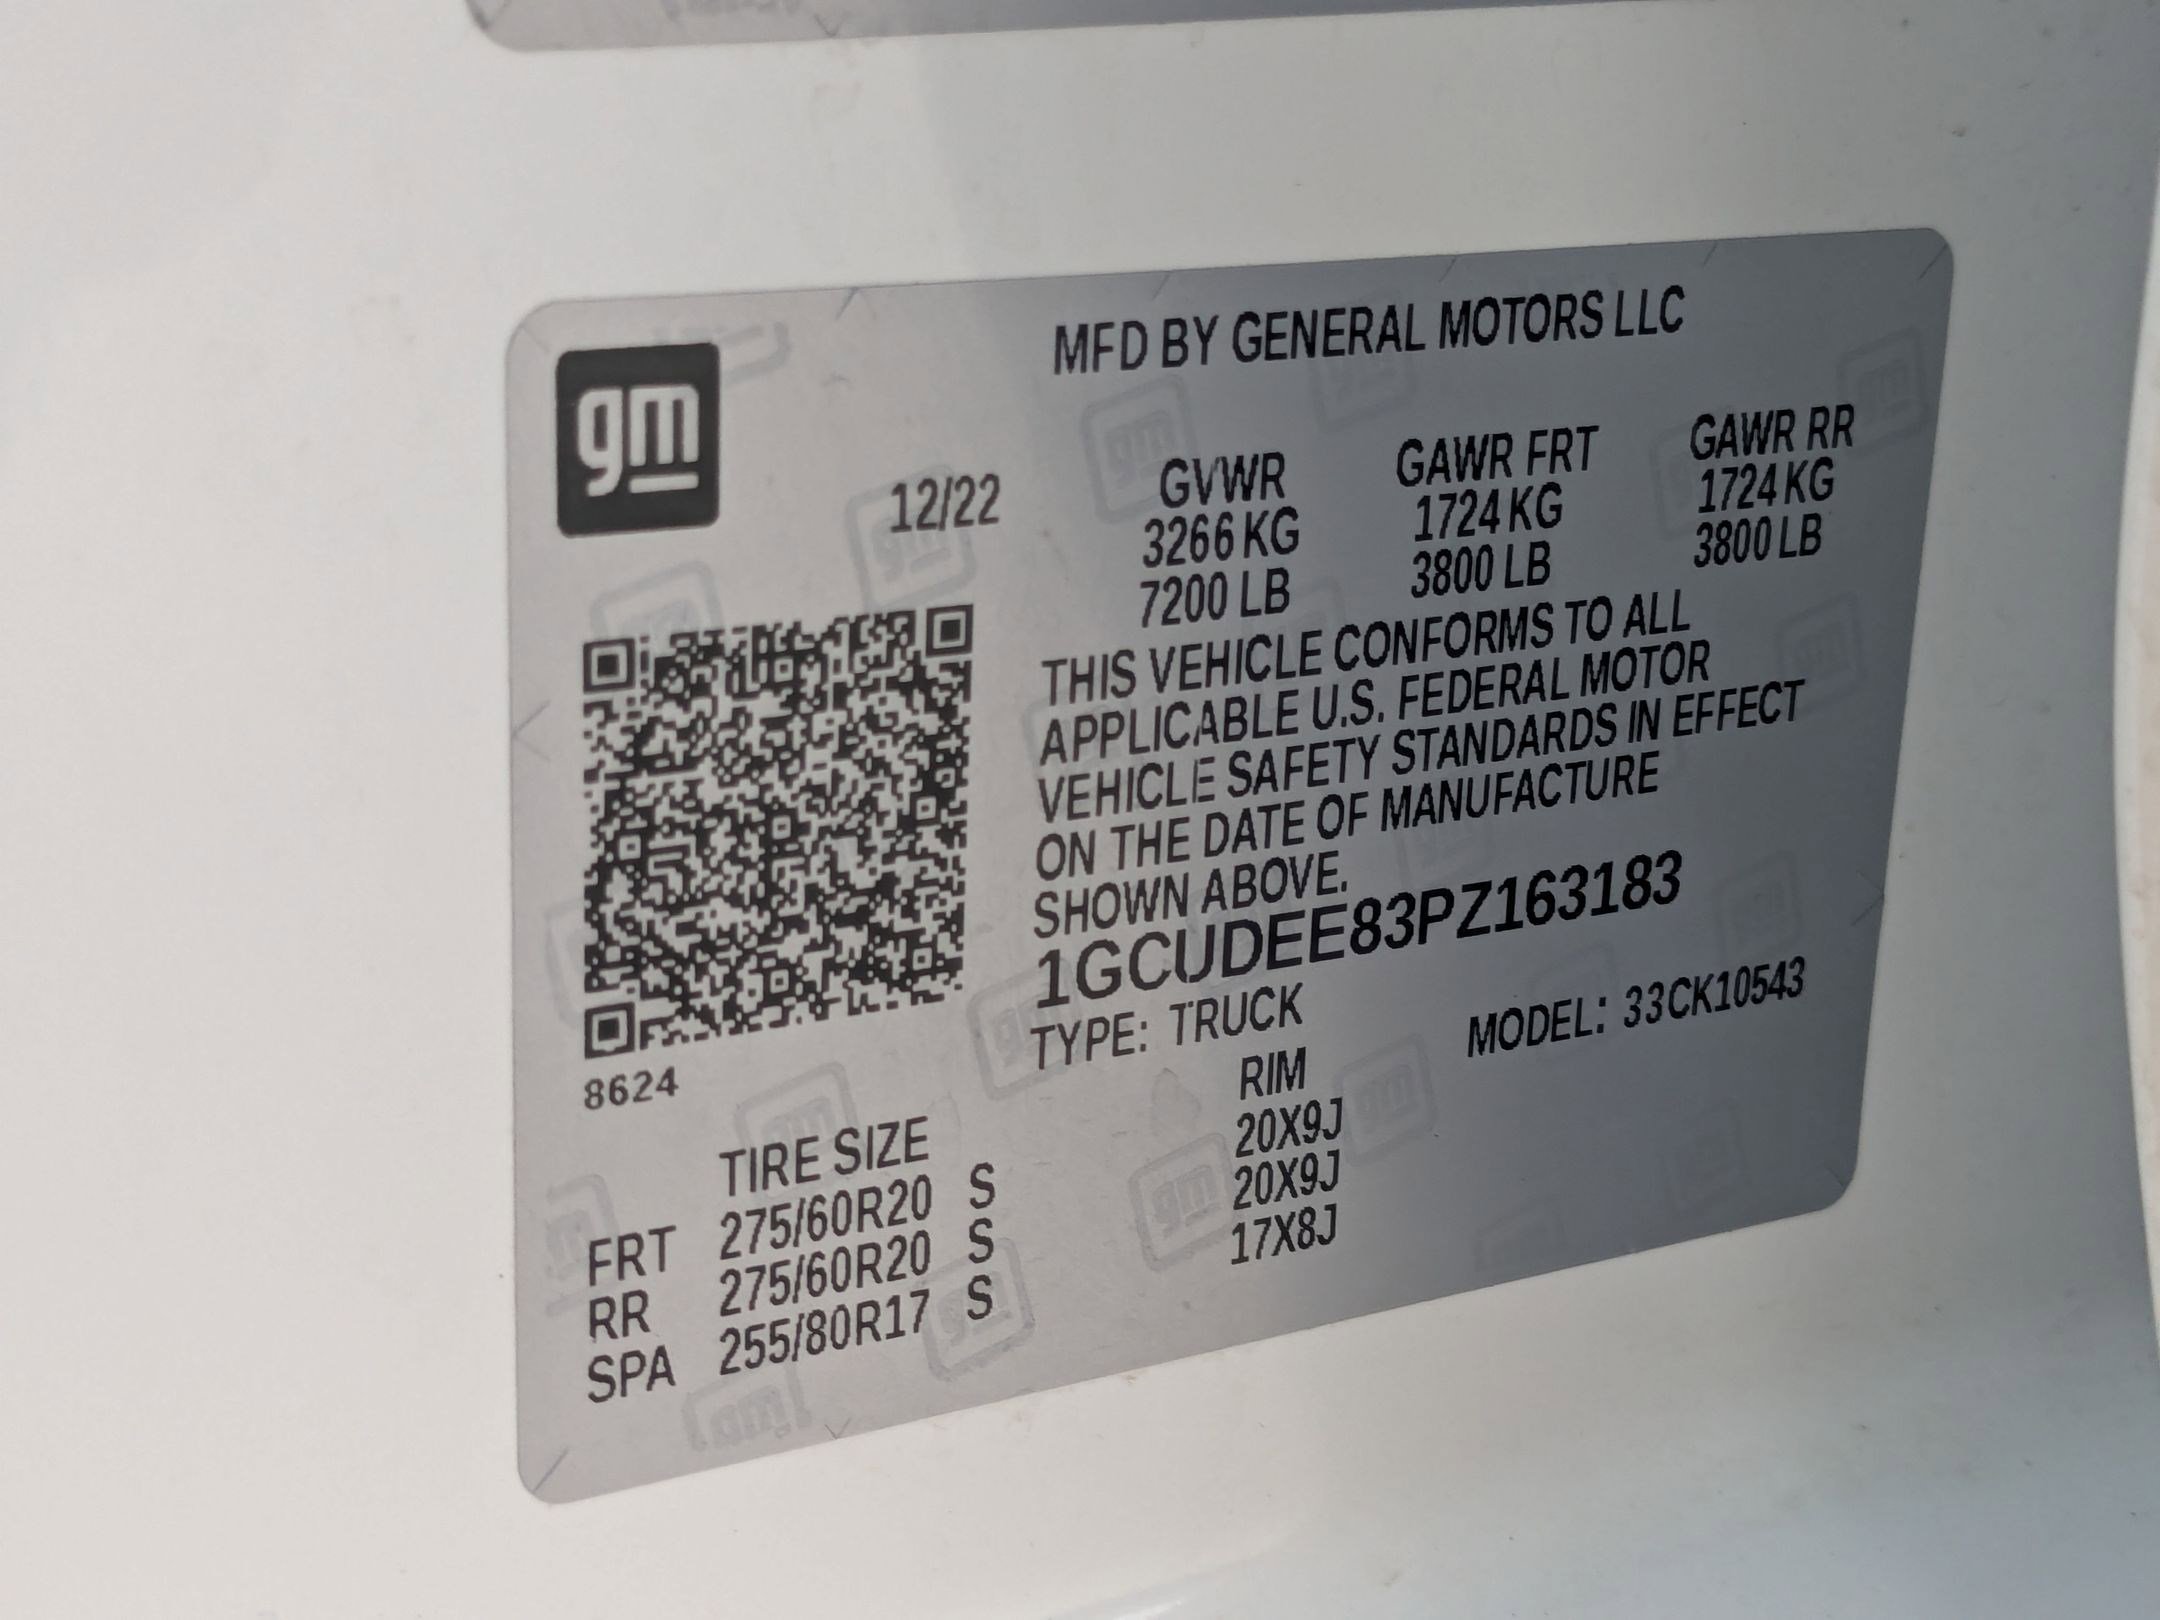 gm
MFD BY GENERAL MOTORS LLC
12/22
GVWR GAWR FRT GAWR RR
3266 KG 1724 KG 1724 KG
7200 LB 3800 LB 3800 LB
THIS VEHICLE CONFORMS TO ALL
APPLICABLE U.S. FEDERAL MOTOR
VEHICLE SAFETY STANDARDS IN EFFECT
ON THE DATE OF MANUFACTURE
SHOWN ABOVE.
1GCUDEE83PZ163183
TYPE: TRUCK MODEL: 33CK10543
8624
TIRE SIZE RIM
FRT 275/60R20 S 20X9J
RR 275/60R20 S 20X9J
SPA 255/80R17 S 17X8J